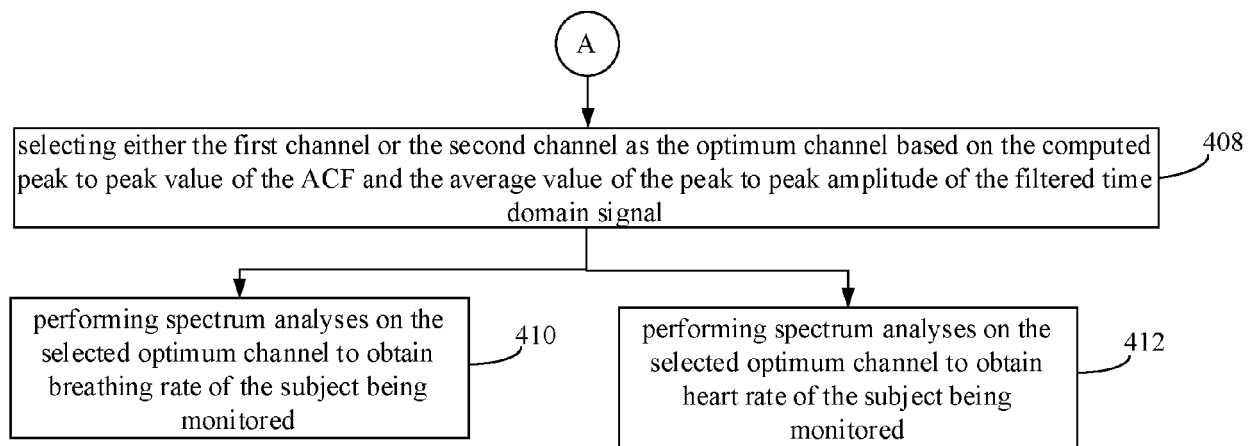 A
selecting either the first channel or the second channel as the optimum channel based on the computed
peak to peak value of the ACF and the average value of the peak to peak amplitude of the filtered time
domain signal
408
performing spectrum analyses on the
selected optimum channel to obtain
breathing rate of the subject being
monitored
410
performing spectrum analyses on the
selected optimum channel to obtain
heart rate of the subject being
monitored
412